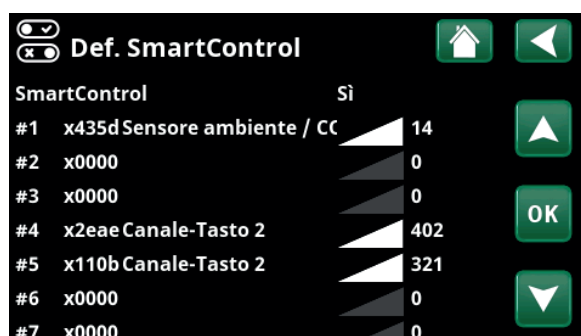 Def. SmartControl
SmartControl Sì
#1 x435d Sensore ambiente / CC 14
#2 x0000 0
#3 x0000 0
OK
#4 x2eae Canale-Tasto 2 402
#5 x110b Canale-Tasto 2 321
#6 x0000 0
#7 x0000 0